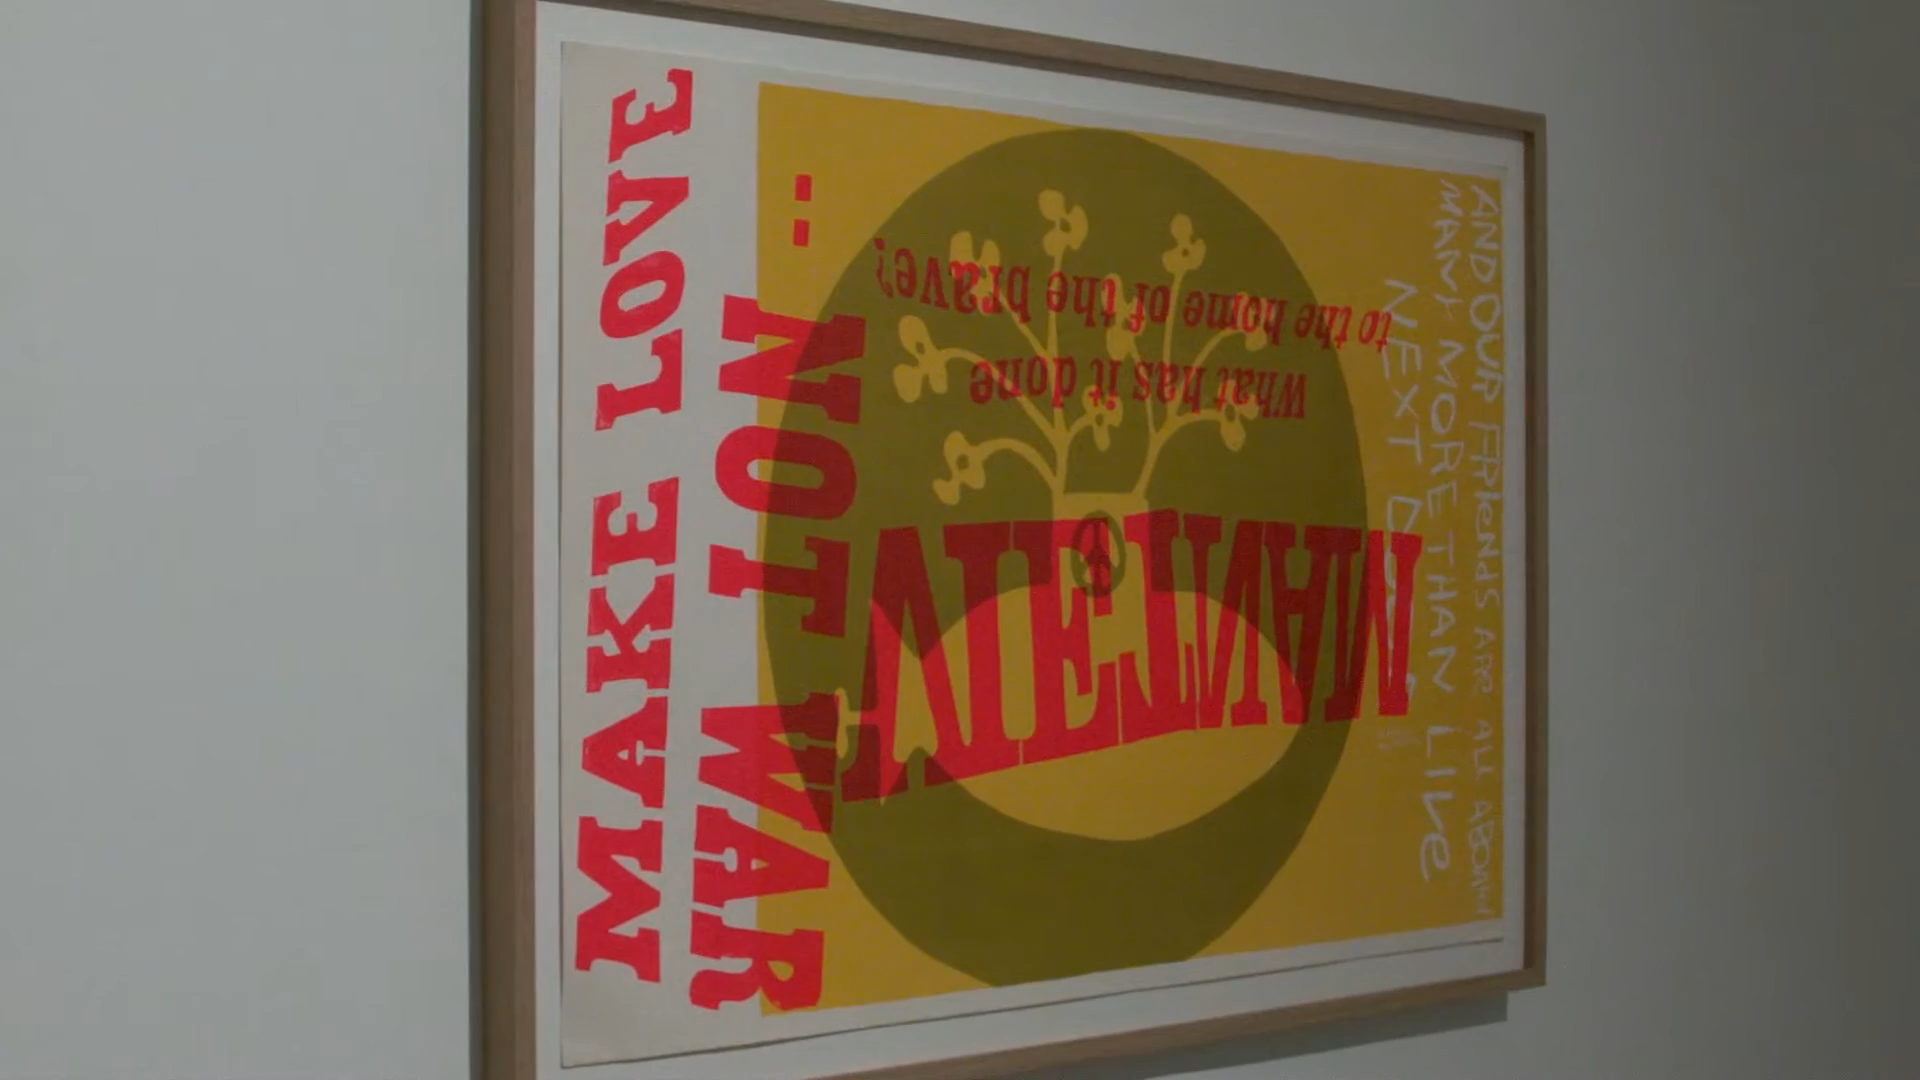 MAKE LOVE
NOT WAR
VIETNAM
What has it done
to the home of the brave?
AND OUR FRIENdS ARE ALL ABOARd
MANY MORE THAN LIVe
NEXT DOOR